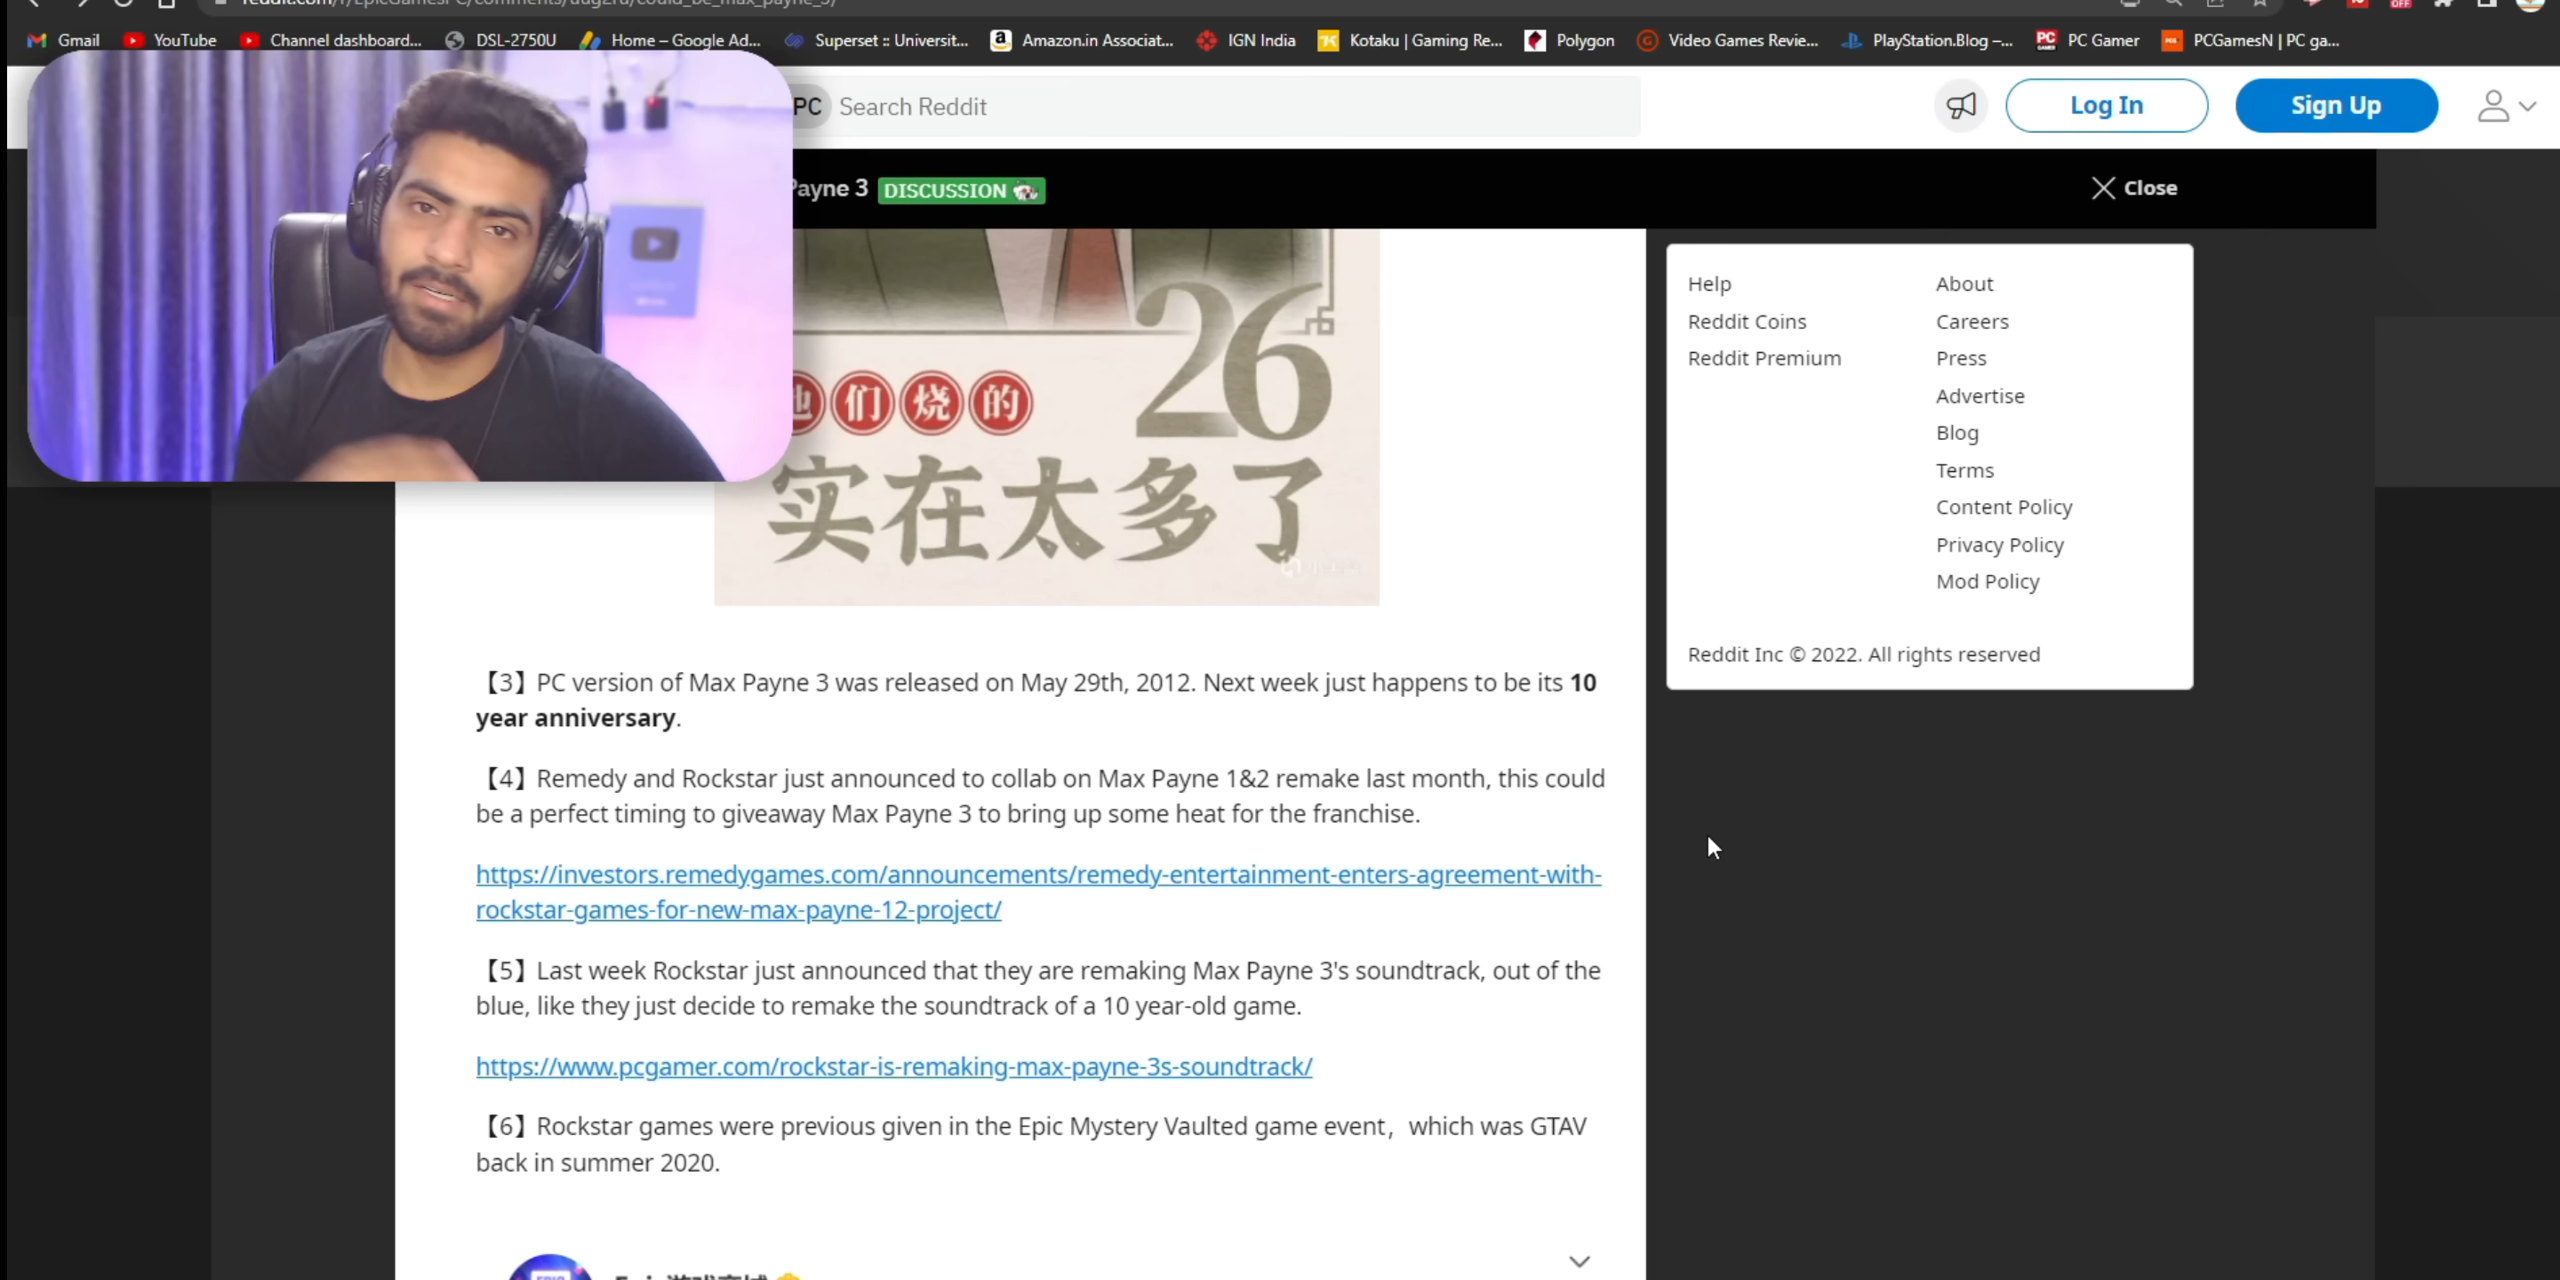 Gmail YouTube Channel dashboard... DSL-2750U Home – Google Ad... Superset :: Universit... Amazon.in Associat... IGN India Kotaku | Gaming Re... Polygon Video Games Revie... PlayStation.Blog –... PC Gamer PCGamesN | PC ga...
PC Search Reddit Log In Sign Up
Payne 3 DISCUSSION Close
26
他们烧的
实在太多了
【3】PC version of Max Payne 3 was released on May 29th, 2012. Next week just happens to be its 10
year anniversary.
【4】Remedy and Rockstar just announced to collab on Max Payne 1&2 remake last month, this could
be a perfect timing to giveaway Max Payne 3 to bring up some heat for the franchise.
https://investors.remedygames.com/announcements/remedy-entertainment-enters-agreement-with-
rockstar-games-for-new-max-payne-12-project/
【5】Last week Rockstar just announced that they are remaking Max Payne 3's soundtrack, out of the
blue, like they just decide to remake the soundtrack of a 10 year-old game.
https://www.pcgamer.com/rockstar-is-remaking-max-payne-3s-soundtrack/
【6】Rockstar games were previous given in the Epic Mystery Vaulted game event，which was GTAV
back in summer 2020.
Help
Reddit Coins
Reddit Premium
About
Careers
Press
Advertise
Blog
Terms
Content Policy
Privacy Policy
Mod Policy
Reddit Inc © 2022. All rights reserved